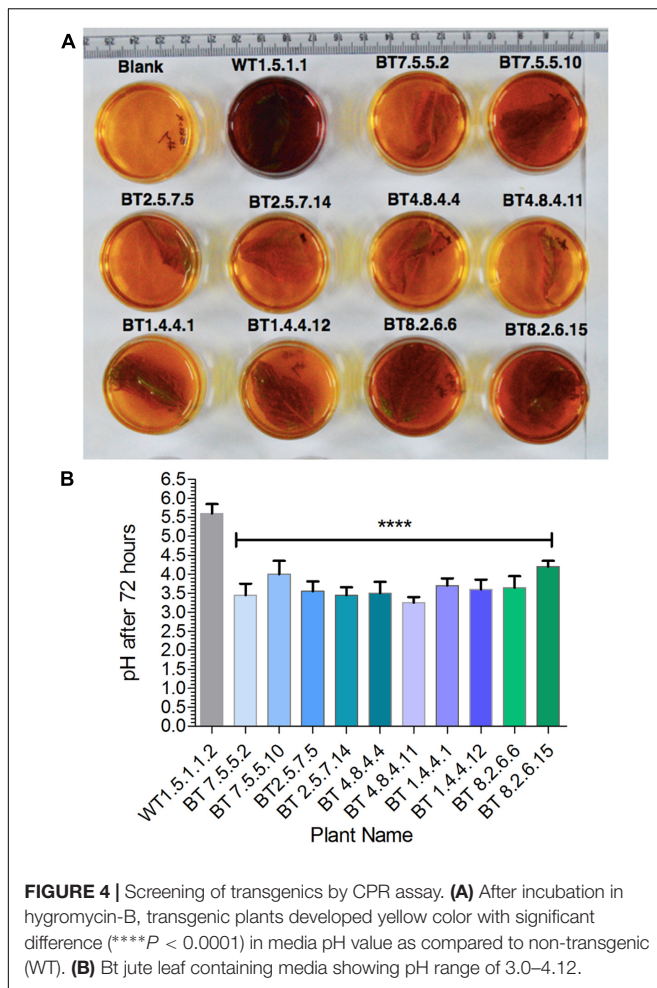 A
Blank WT1.5.1.1 BT7.5.5.2 BT7.5.5.10
BT2.5.7.5 BT2.5.7.14 BT4.8.4.4 BT4.8.4.11
BT1.4.4.1 BT1.4.4.12 BT8.2.6.6 BT8.2.6.15
B
pH after 72 hours
6.5
6.0
5.5
5.0
4.5
4.0
3.5
3.0
2.5
2.0
1.5
1.0
0.5
0.0
****
WT1.5.1.1.2
BT 7.5.5.2
BT 7.5.5.10
BT2.5.7.5
BT 2.5.7.14
BT 4.8.4.4
BT 4.8.4.11
BT 1.4.4.1
BT 1.4.4.12
BT 8.2.6.6
BT 8.2.6.15
Plant Name
FIGURE 4 | Screening of transgenics by CPR assay. (A) After incubation in
hygromycin-B, transgenic plants developed yellow color with significant
difference (****P < 0.0001) in media pH value as compared to non-transgenic
(WT). (B) Bt jute leaf containing media showing pH range of 3.0–4.12.